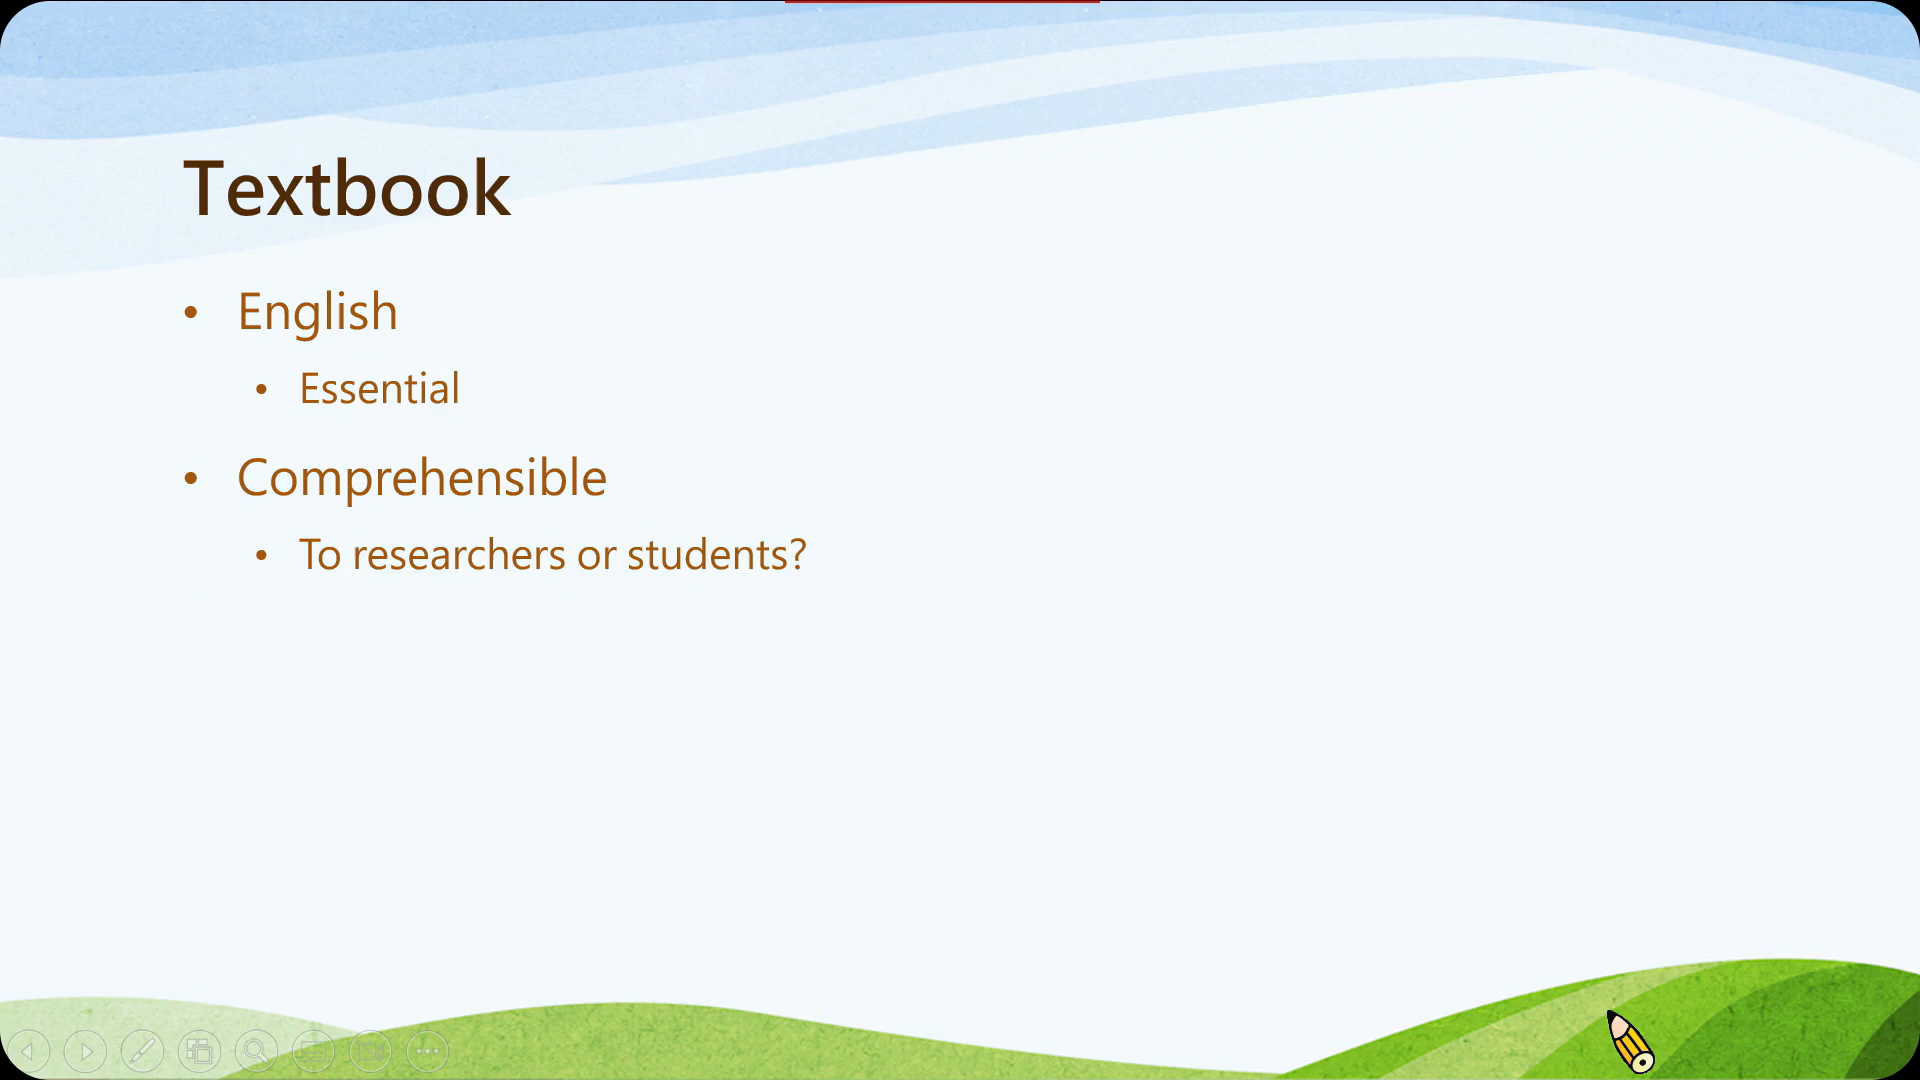 Textbook
• English
• Essential
• Comprehensible
• To researchers or students?